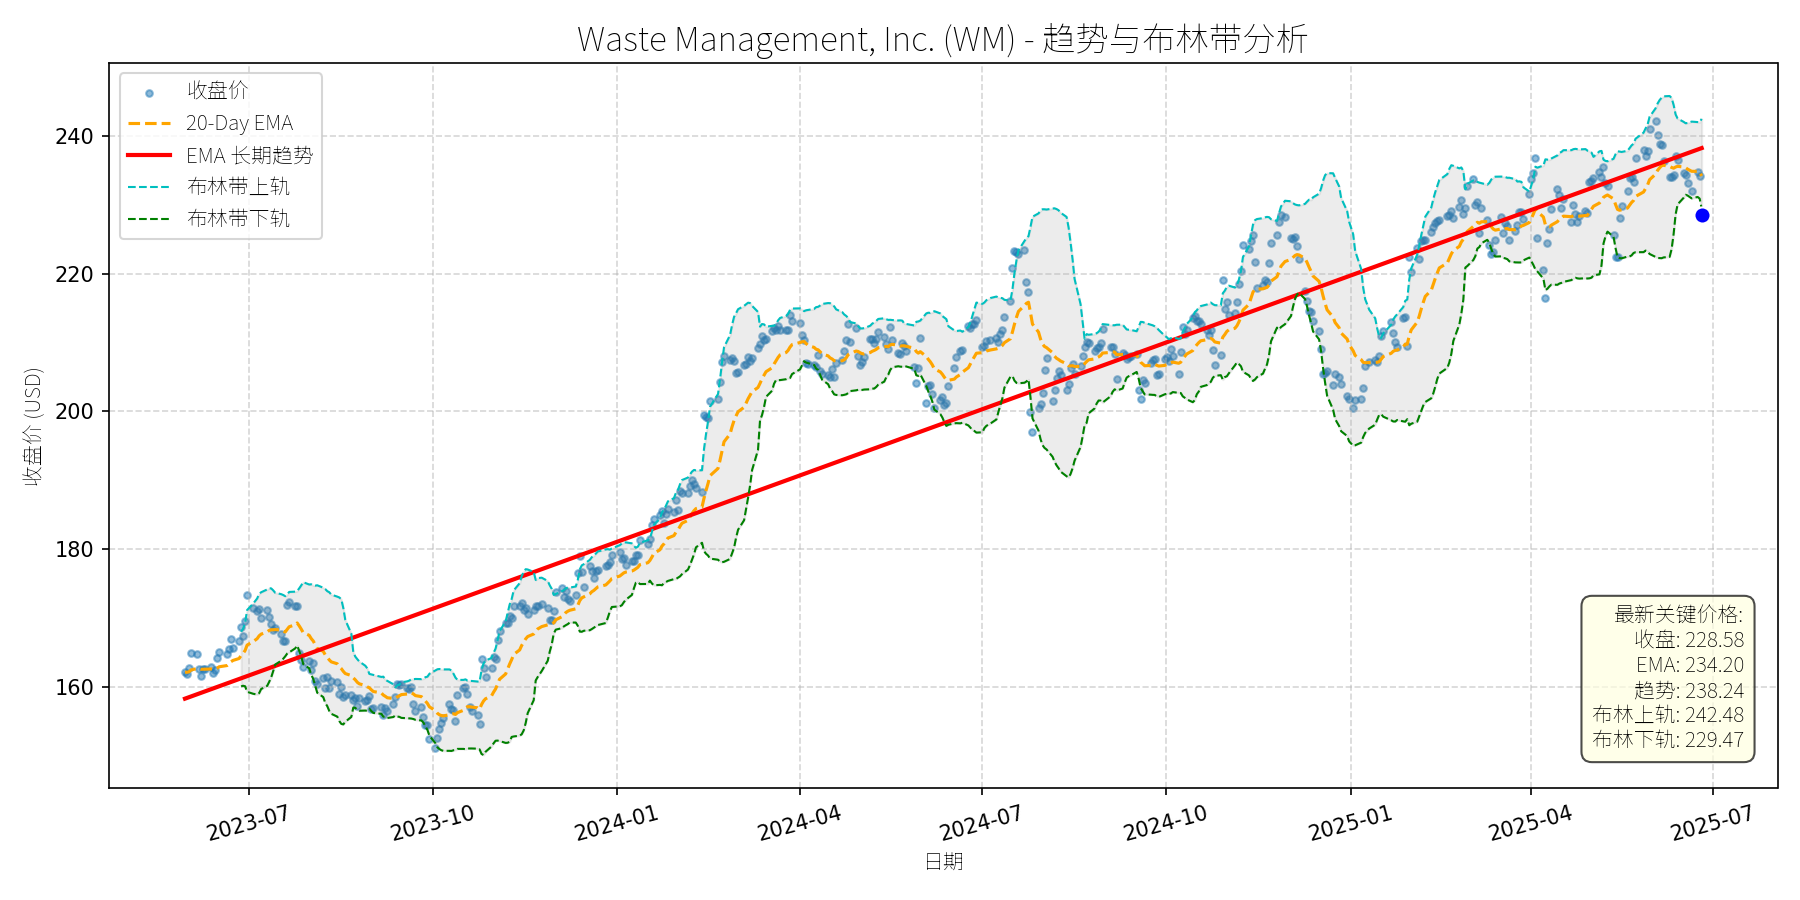 Waste Management, Inc. (WM) - 趋势与布林带分析
收盘价
20-Day EMA
EMA 长期趋势
布林带上轨
布林带下轨
收盘价 (USD)
240
220
200
180
160
最新关键价格:
收盘: 228.58
EMA: 234.20
趋势: 238.24
布林上轨: 242.48
布林下轨: 229.47
2023-07
2023-10
2024-01
2024-04
2024-07
2024-10
2025-01
2025-04
2025-07
日期